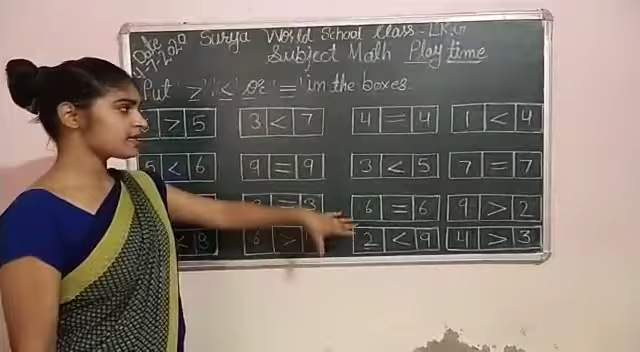 Date
Surya World School Class-LKG
Subject Math Play time
Put ">" "<" or "=" in the boxes.
> 5 3 < 7 4 = 4 1 < 4
5 < 6 9 = 9 3 < 5 7 = 7
= 3 6 = 6 9 > 2
< 8 6 > 2 < 9 4 > 3